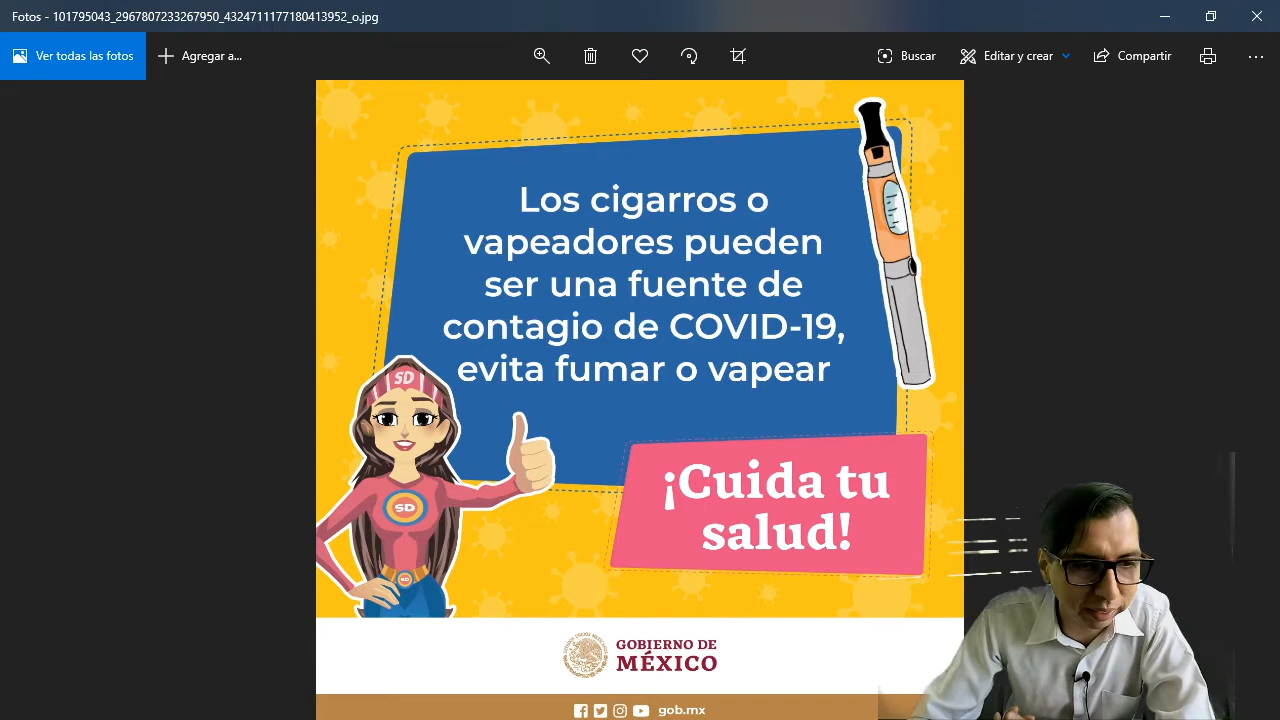 Fotos - 101795043_2967807233267950_4324711177180413952_o.jpg
Ver todas las fotos
Agregar a...
Buscar
Editar y crear
Compartir
Los cigarros o
vapeadores pueden
ser una fuente de
contagio de COVID-19,
evita fumar o vapear
SD
SD
SD
¡Cuida tu
salud!
GOBIERNO DE
MÉXICO
gob.mx